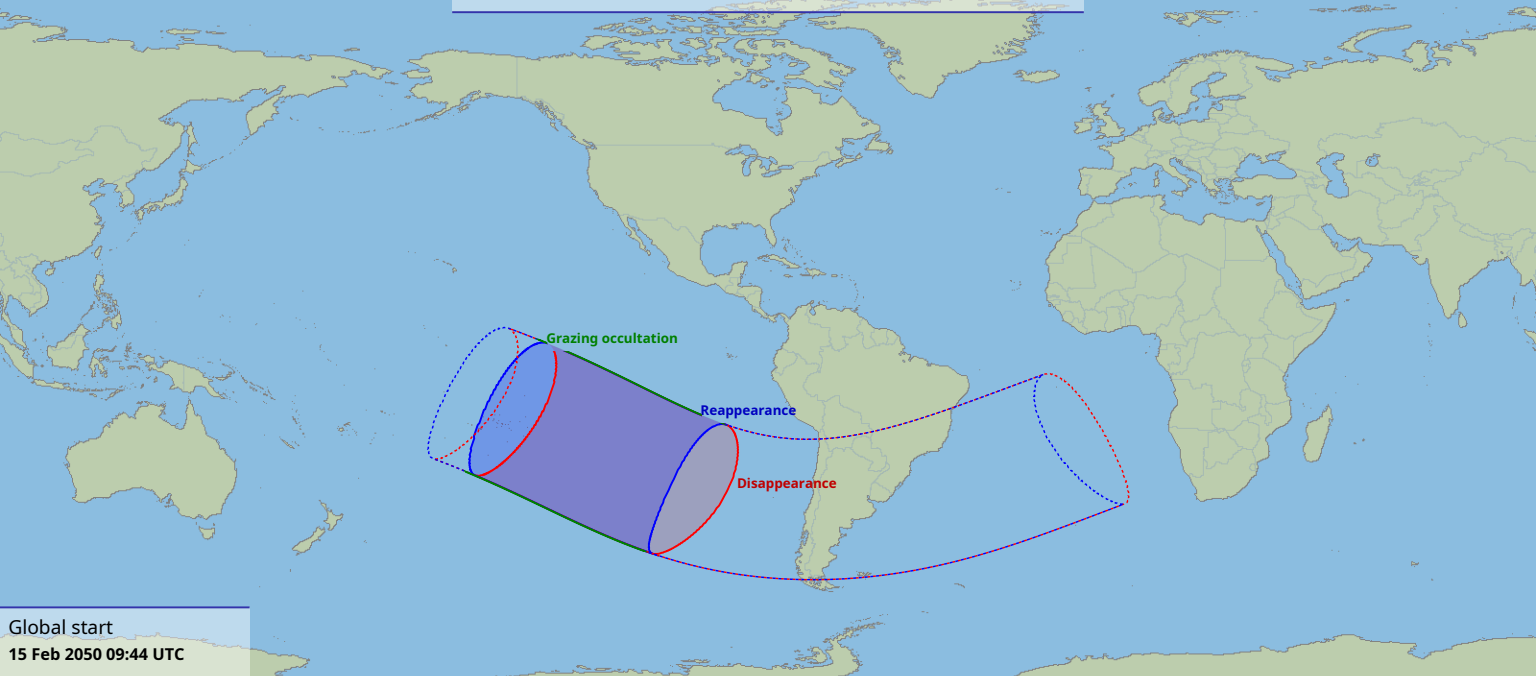 Grazing occultation
Reappearance
Disappearance
Global start
15 Feb 2050 09:44 UTC